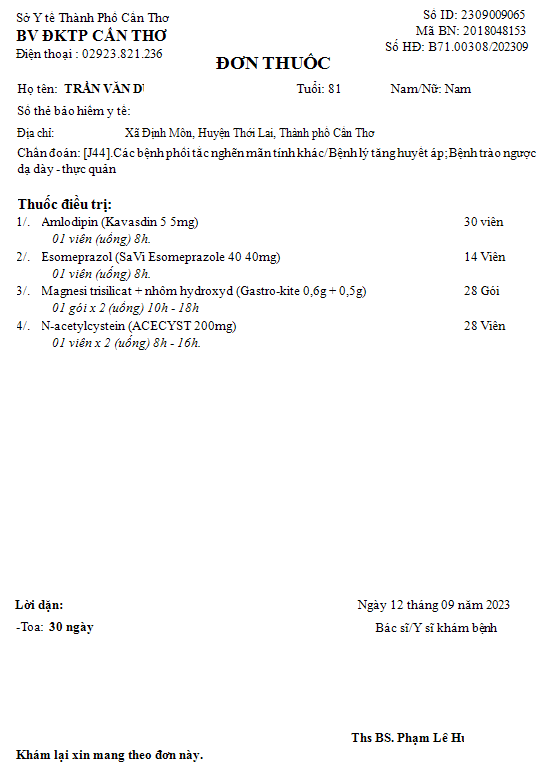 Sở Y tế Thành Phố Cần Thơ
Số ID: 2309009065
BV ĐKTP CẦN THƠ
Mã BN: 2018048153
Điện thoại : 02923.821.236
Số HĐ: B71.00308/202309
ĐƠN THUỐC
Họ tên: TRẦN VĂN Tuổi: 81 Nam/Nữ: Nam
Số thẻ bảo hiểm y tế:
Địa chỉ: Xã Định Môn, Huyện Thới Lai, Thành phố Cần Thơ
Chẩn đoán: [J44].Các bệnh phổi tắc nghẽn mãn tính khác/Bệnh lý tăng huyết áp;Bệnh trào ngược
dạ dày - thực quản
Thuốc điều trị:
1/. Amlodipin (Kavasdin 5 5mg) 30 viên
01 viên (uống) 8h.
2/. Esomeprazol (SaVi Esomeprazole 40 40mg) 14 Viên
01 viên (uống) 8h.
3/. Magnesi trisilicat + nhôm hydroxyd (Gastro-kite 0,6g + 0,5g) 28 Gói
01 gói x 2 (uống) 10h - 18h
4/. N-acetylcystein (ACECYST 200mg) 28 Viên
01 viên x 2 (uống) 8h - 16h.
Lời dặn:
Ngày 12 tháng 09 năm 2023
-Toa: 30 ngày
Bác sĩ/Y sĩ khám bệnh
Ths BS. Phạm Lê
Khám lại xin mang theo đơn này.